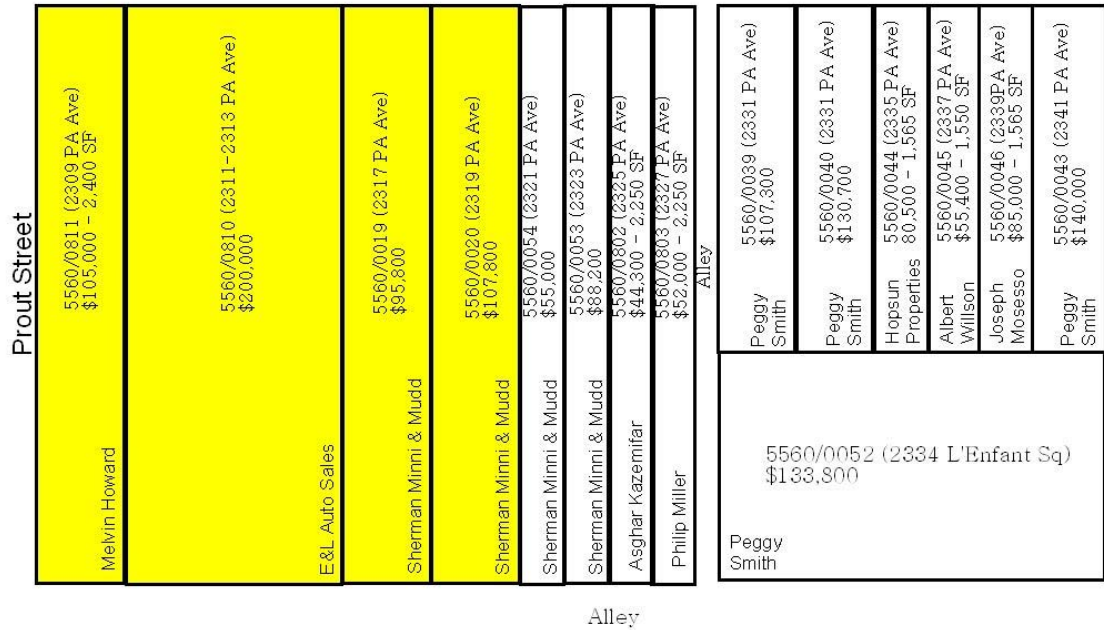 Prout Street
5560/0811 (2309 PA Ave)
$105,000 - 2,400 SF
Melvin Howard
5560/0810 (2311-2313 PA Ave)
$200,000
E&L Auto Sales
5560/0019 (2317 PA Ave)
$95,800
Sherman Minni & Mudd
5560/0020 (2319 PA Ave)
$107,800
Sherman Minni & Mudd
5560/0054 (2321 PA Ave)
$55,000
Sherman Minni & Mudd
5560/0053 (2323 PA Ave)
$88,200
Sherman Minni & Mudd
5560/0802 (2325 PA Ave)
$44,300 - 2,250 SF
Asghar Kazemifar
5560/0803 (2327 PA Ave)
$52,000 - 2,250 SF
Philip Miller
Alley
5560/0039 (2331 PA Ave)
$107,300
Peggy
Smith
5560/0040 (2331 PA Ave)
$130,700
Peggy
Smith
5560/0044 (2335 PA Ave)
80,500 - 1,565 SF
Hopsun
Properties
5560/0045 (2337 PA Ave)
$55,400 - 1,550 SF
Albert
Willson
5560/0046 (2339PA Ave)
$85,000 - 1,565 SF
Joseph
Mosesso
5560/0043 (2341 PA Ave)
$140,000
Peggy
Smith
5560/0052 (2334 L'Enfant Sq)
$133,800
Peggy
Smith
Alley